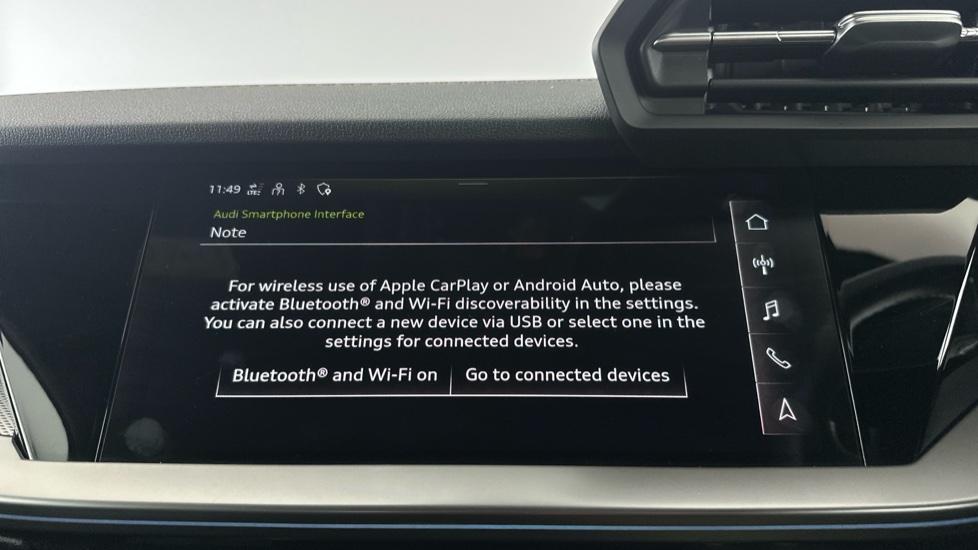 11:49 LTE
Audi Smartphone Interface
Note
For wireless use of Apple CarPlay or Android Auto, please
activate Bluetooth® and Wi-Fi discoverability in the settings.
You can also connect a new device via USB or select one in the
settings for connected devices.
Bluetooth® and Wi-Fi on
Go to connected devices